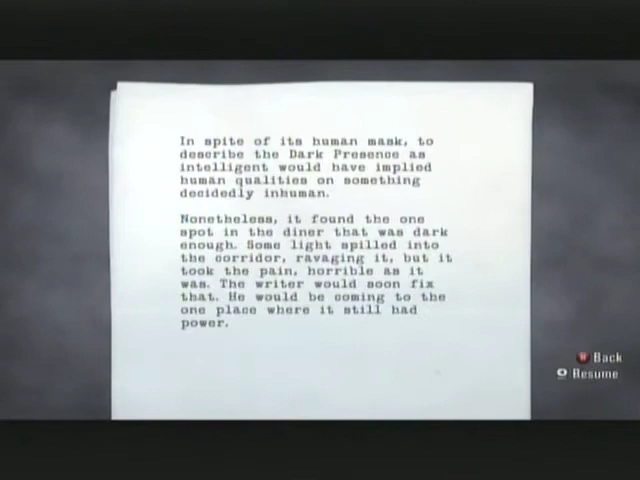 In spite of its human mask, to
describe the Dark Presence as
intelligent would have implied
human qualities on something
decidedly inhuman.
Nonetheless, it found the one
spot in the diner that was dark
enough. Some light spilled into
the corridor, ravaging it, but it
took the pain, horrible as it
was. The writer would soon fix
that. He would be coming to the
one place where it still had
power.
Back
Resume